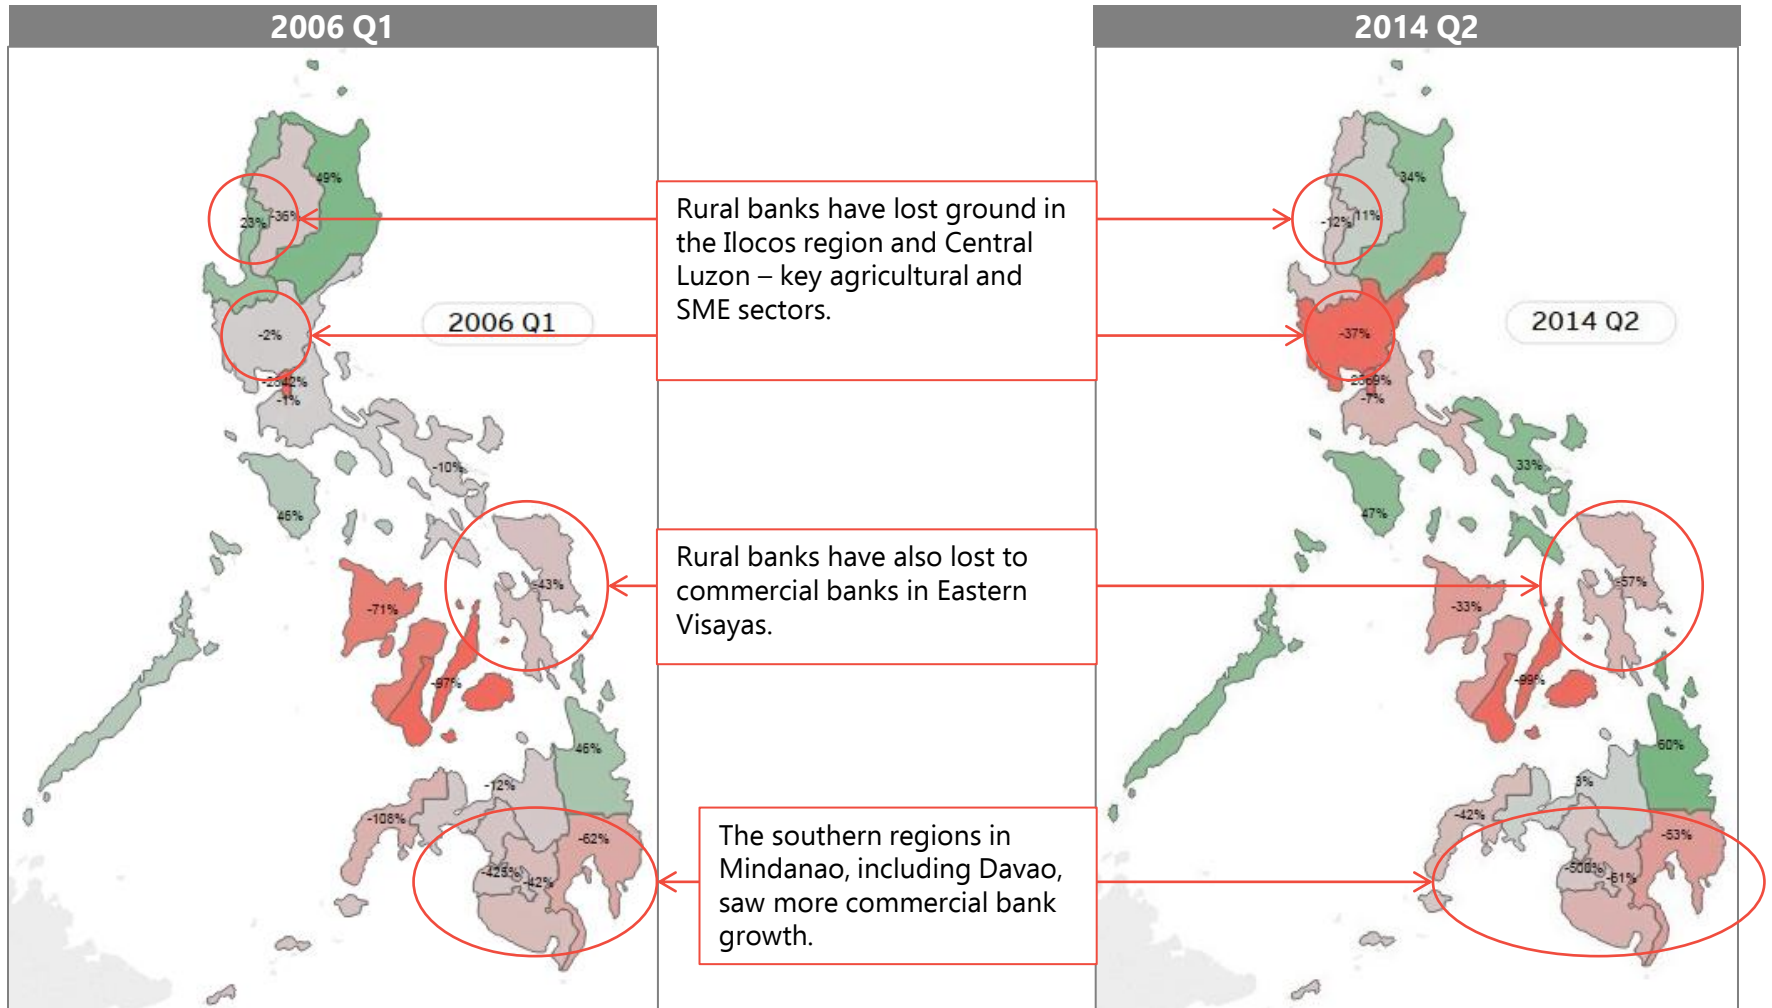 2006 Q1
2014 Q2
49%
23%
-36%
-2%
2006 Q1
-2842%
-1%
-10%
46%
-43%
-71%
-97%
46%
-12%
-108%
-62%
-425%
-42%
Rural banks have lost ground in
the Ilocos region and Central
Luzon – key agricultural and
SME sectors.
Rural banks have also lost to
commercial banks in Eastern
Visayas.
The southern regions in
Mindanao, including Davao,
saw more commercial bank
growth.
34%
-12%
11%
-37%
2014 Q2
-7%
33%
47%
-57%
-33%
-99%
60%
3%
-42%
-53%
-61%